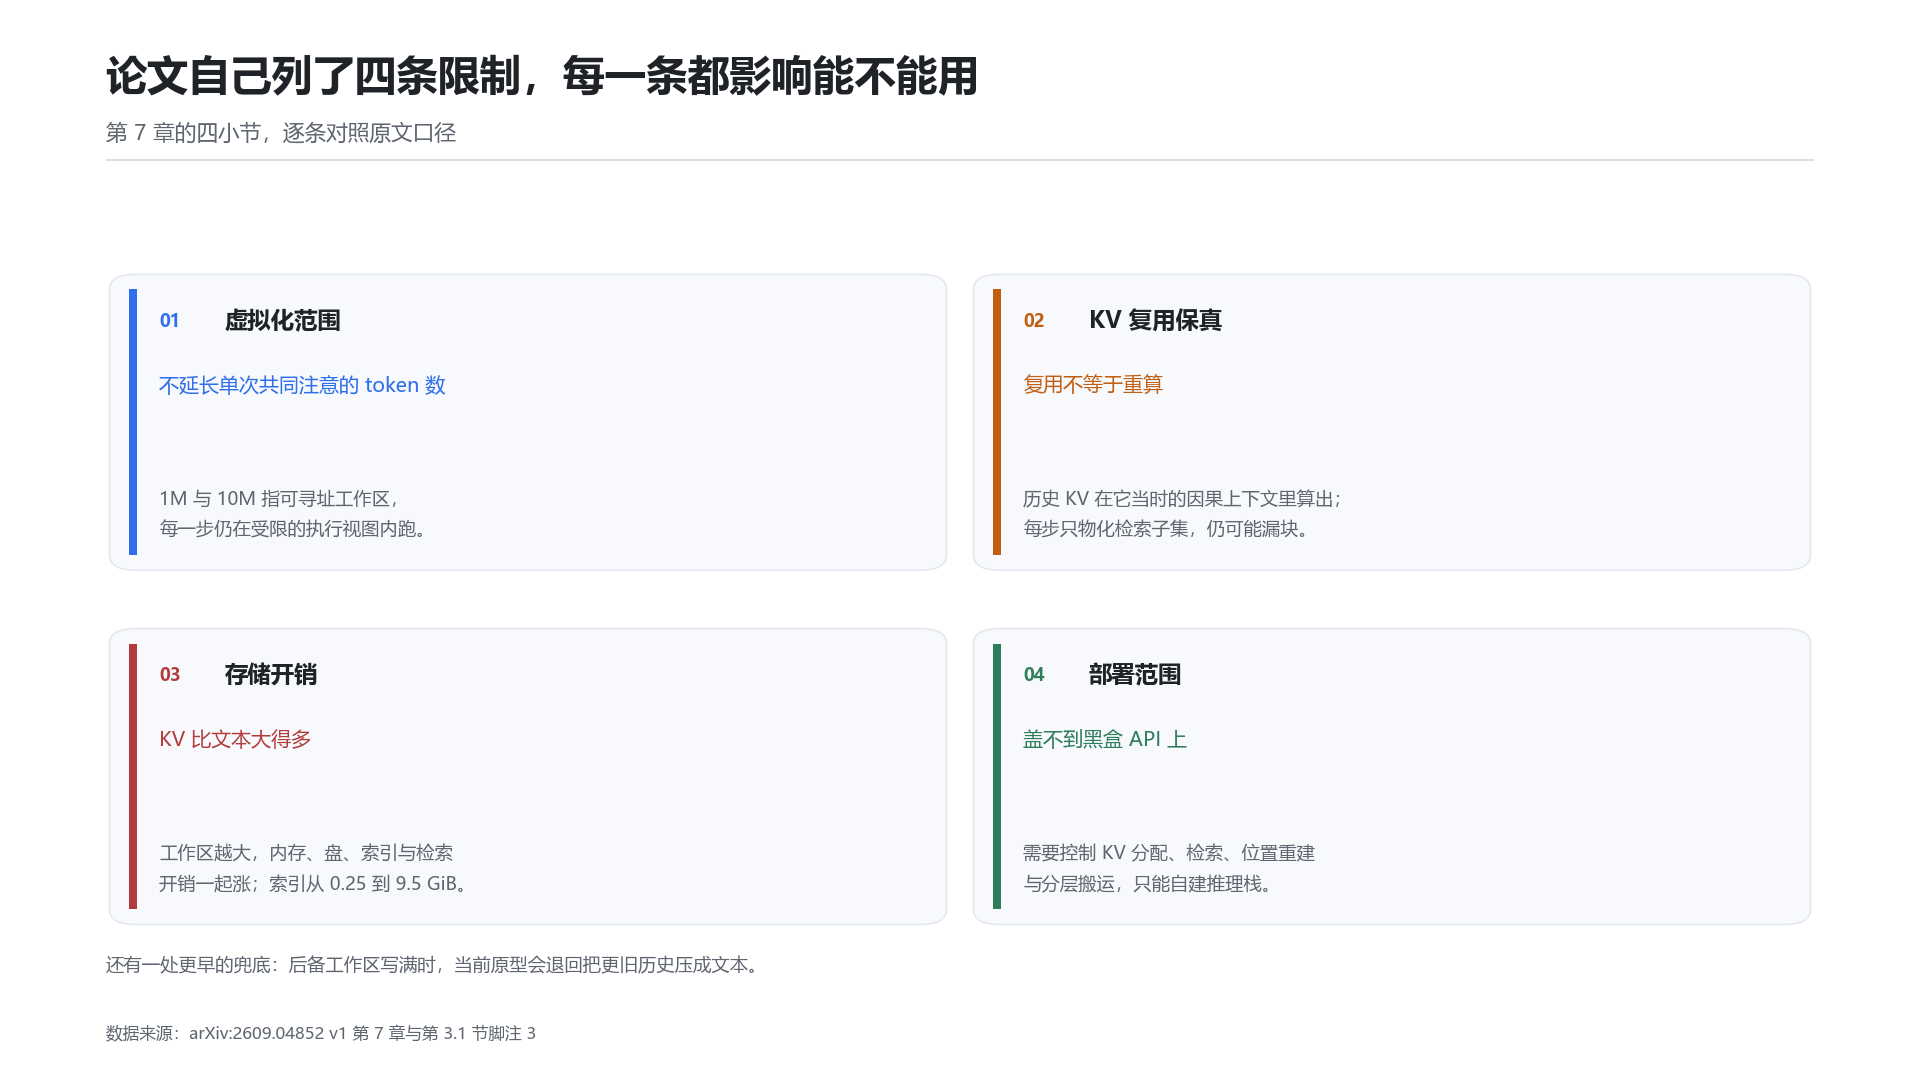 论文自己列了四条限制，每一条都影响能不能用
第 7 章的四小节，逐条对照原文口径
01 虚拟化范围
不延长单次共同注意的 token 数
1M 与 10M 指可寻址工作区，
每一步仍在受限的执行视图内跑。
02 KV 复用保真
复用不等于重算
历史 KV 在它当时的因果上下文里算出；
每步只物化检索子集，仍可能漏块。
03 存储开销
KV 比文本大得多
工作区越大，内存、盘、索引与检索
开销一起涨；索引从 0.25 到 9.5 GiB。
04 部署范围
盖不到黑盒 API 上
需要控制 KV 分配、检索、位置重建
与分层搬运，只能自建推理栈。
还有一处更早的兜底：后备工作区写满时，当前原型会退回把更旧历史压成文本。
数据来源：arXiv:2609.04852 v1 第 7 章与第 3.1 节脚注 3